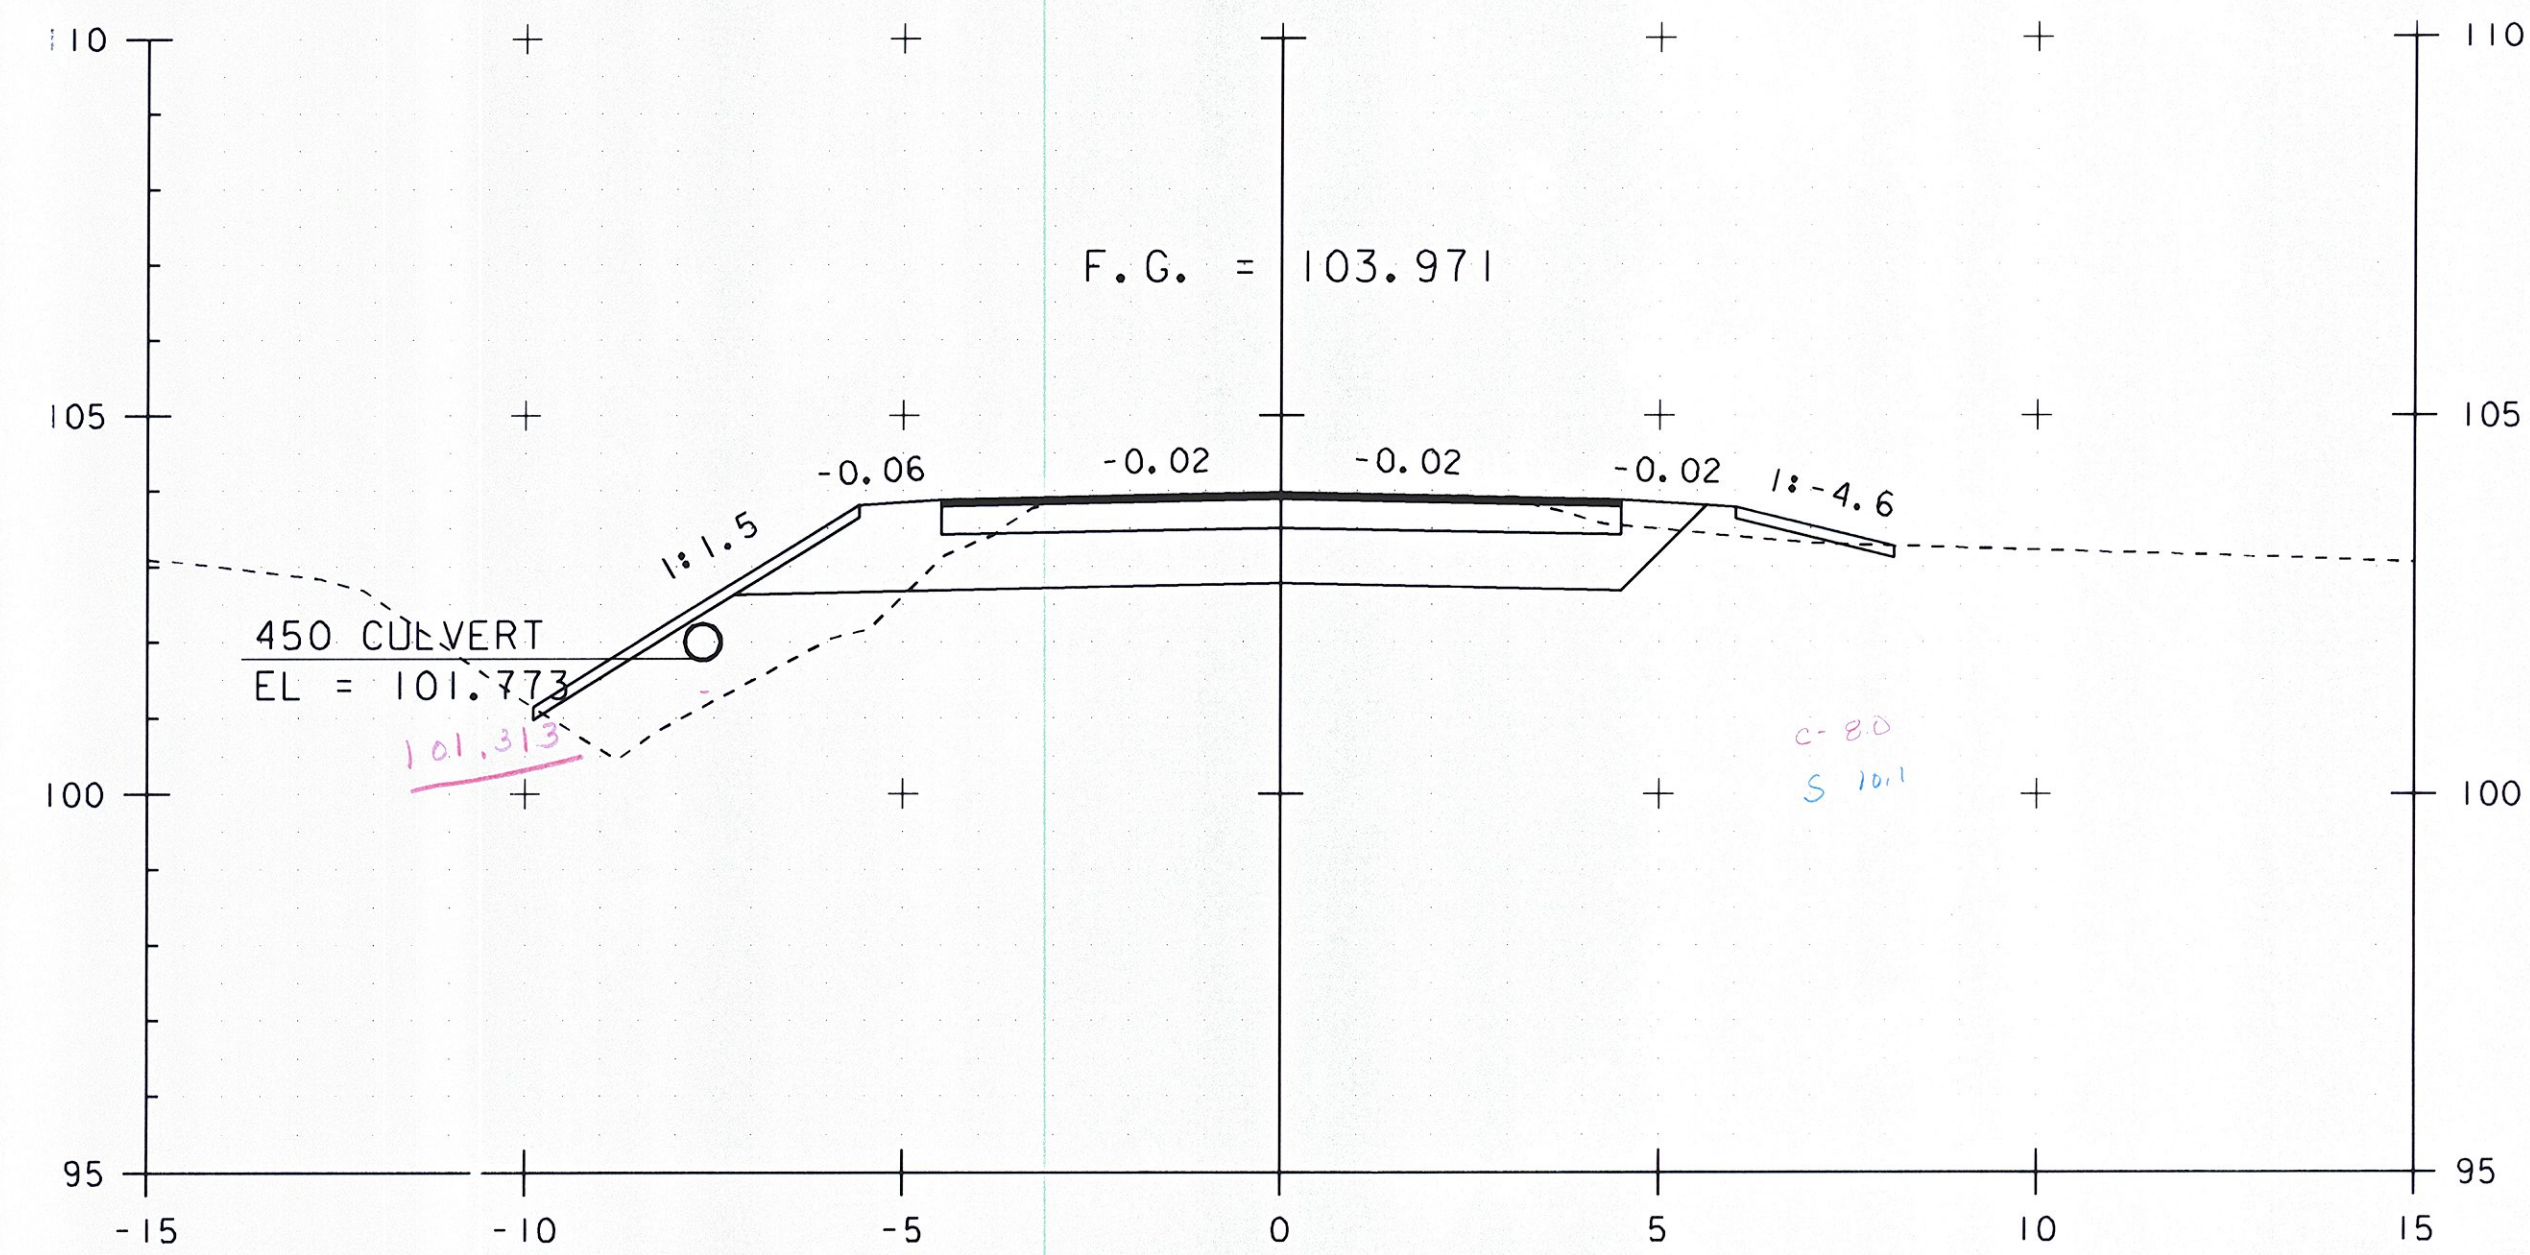 110 110
F.G. = 103.971
105 105
-0.06 -0.02 -0.02 -0.02 1:-4.6
1:1.5
450 CULVERT
EL = 101.773
101.313
C- 8.0
S 10.1
100 100
95 95
-15 -10 -5 0 5 10 15